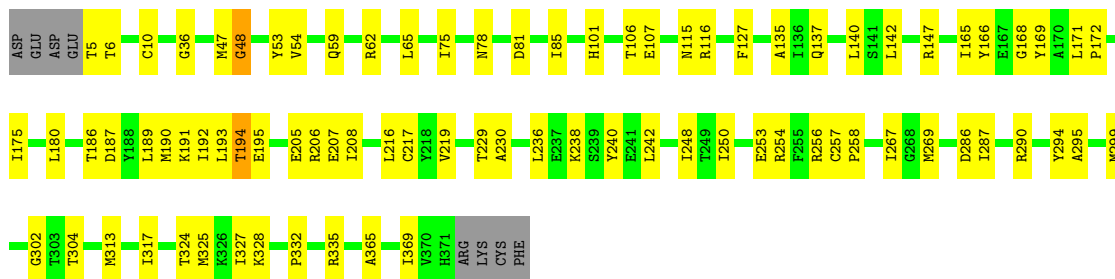 ASP GLU ASP GLU T5 T6 C10 G36 M47 G48 Y53 V54 Q59 R62 L65 I75 N78 D81 I85 H101 T106 E107 N115 R116 F127 A135 I136 Q137 L140 S141 L142 R147 I165 Y166 E167 G168 Y169 A170 L171 P172
I175 L180 T186 D187 Y188 L189 M190 K191 I192 L193 T194 E195 E205 R206 E207 I208 L216 C217 Y218 V219 T229 A230 L236 E237 K238 S239 Y240 E241 L242 I248 T249 I250 E253 R254 F255 R256 C257 P258 I267 G268 M269 D286 I287 R290 Y294 A295 M299
G302 T303 T304 M313 I317 T324 M325 K326 I327 K328 P332 R335 A365 I369 V370 H371 ARG LYS CYS PHE